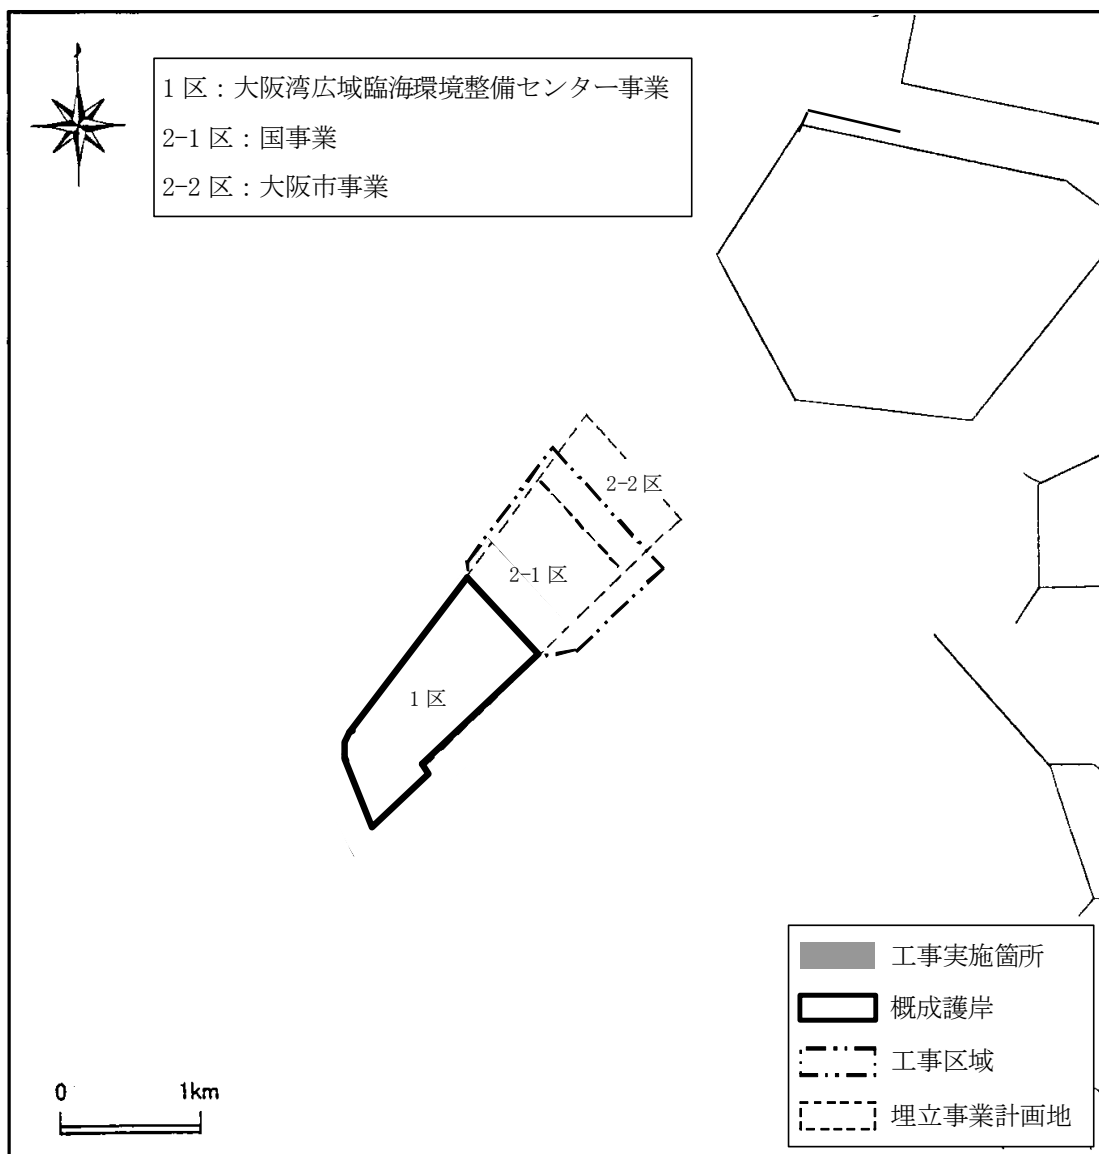 1 区：大阪湾広域臨海環境整備センター事業
2-1 区：国事業
2-2 区：大阪市事業
2-2 区
2-1 区
1 区
工事実施箇所
概成護岸
工事区域
埋立事業計画地
0 1km